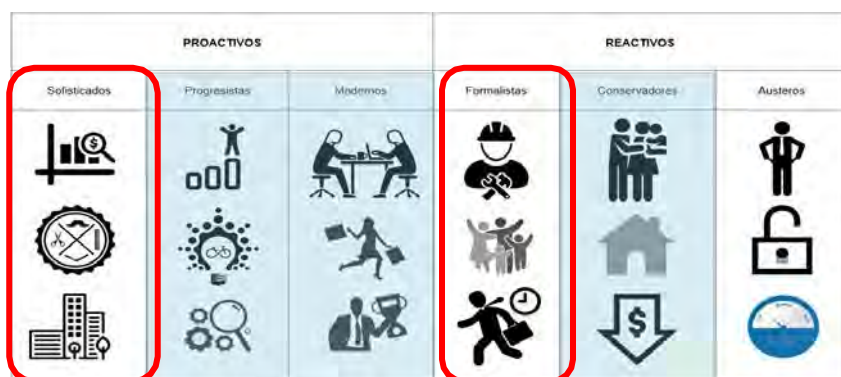 PROACTIVOS REACTIVOS
Sofisticados Progresistas Modernos Formalistas Conservadores Austeros
$
$